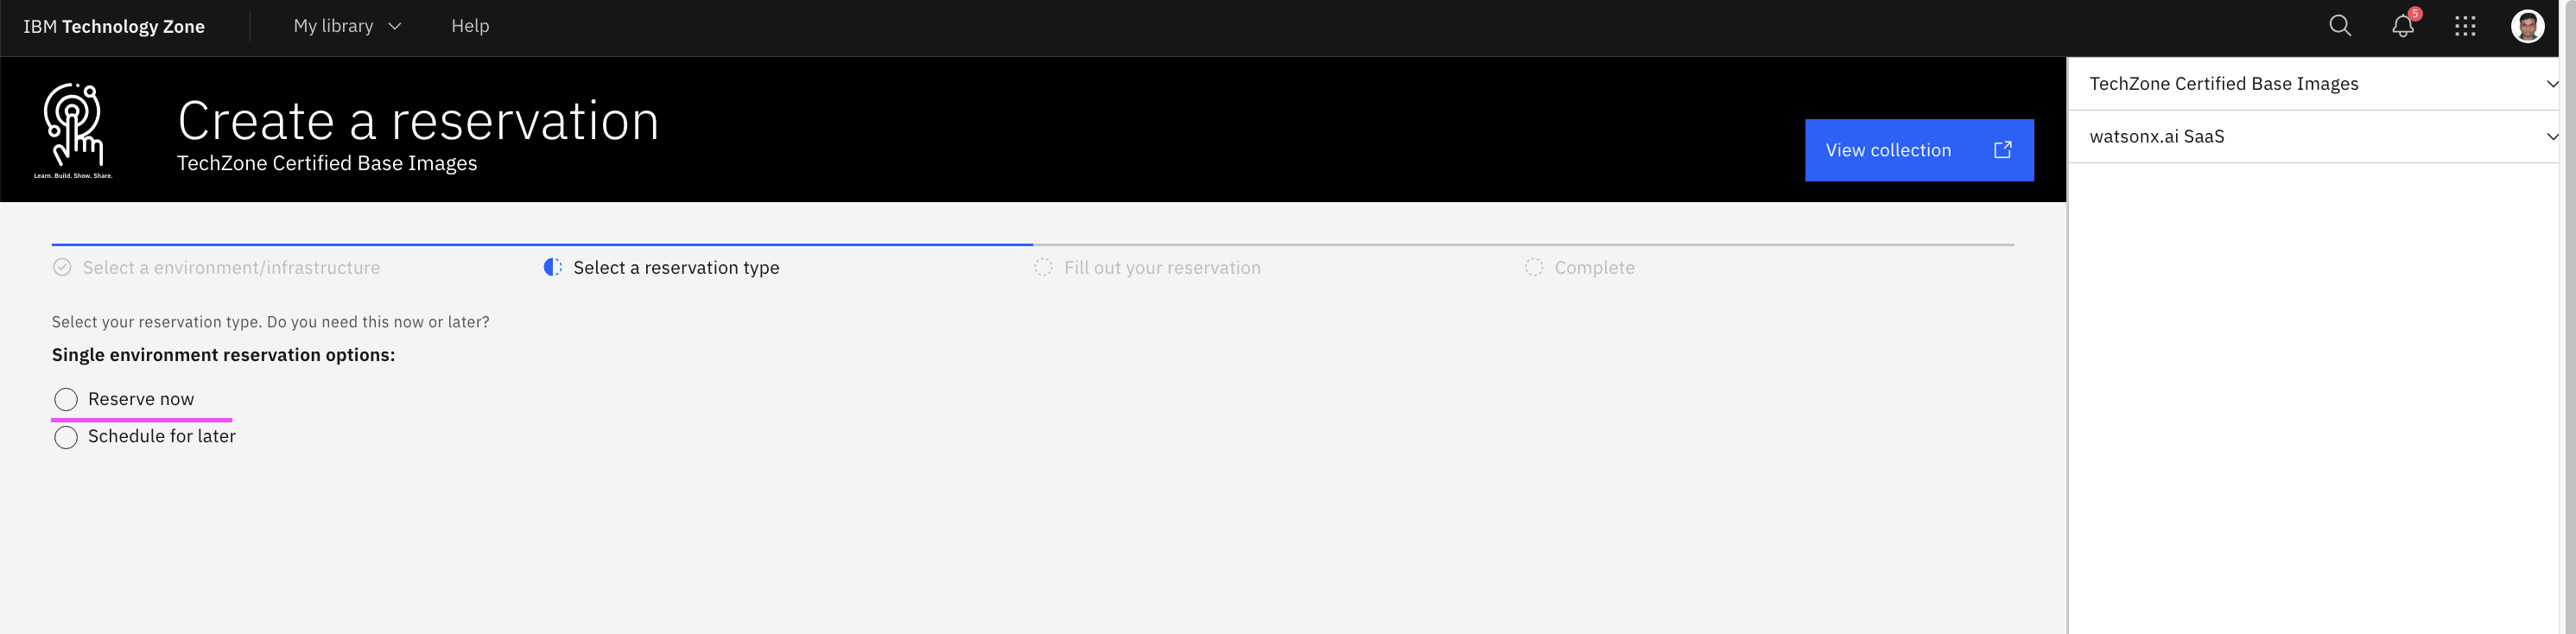 IBM Technology Zone
My library
Help
5
Learn. Build. Show. Share.
Create a reservation
TechZone Certified Base Images
View collection
TechZone Certified Base Images
watsonx.ai SaaS
Select a environment/infrastructure
Select a reservation type
Fill out your reservation
Complete
Select your reservation type. Do you need this now or later?
Single environment reservation options:
Reserve now
Schedule for later